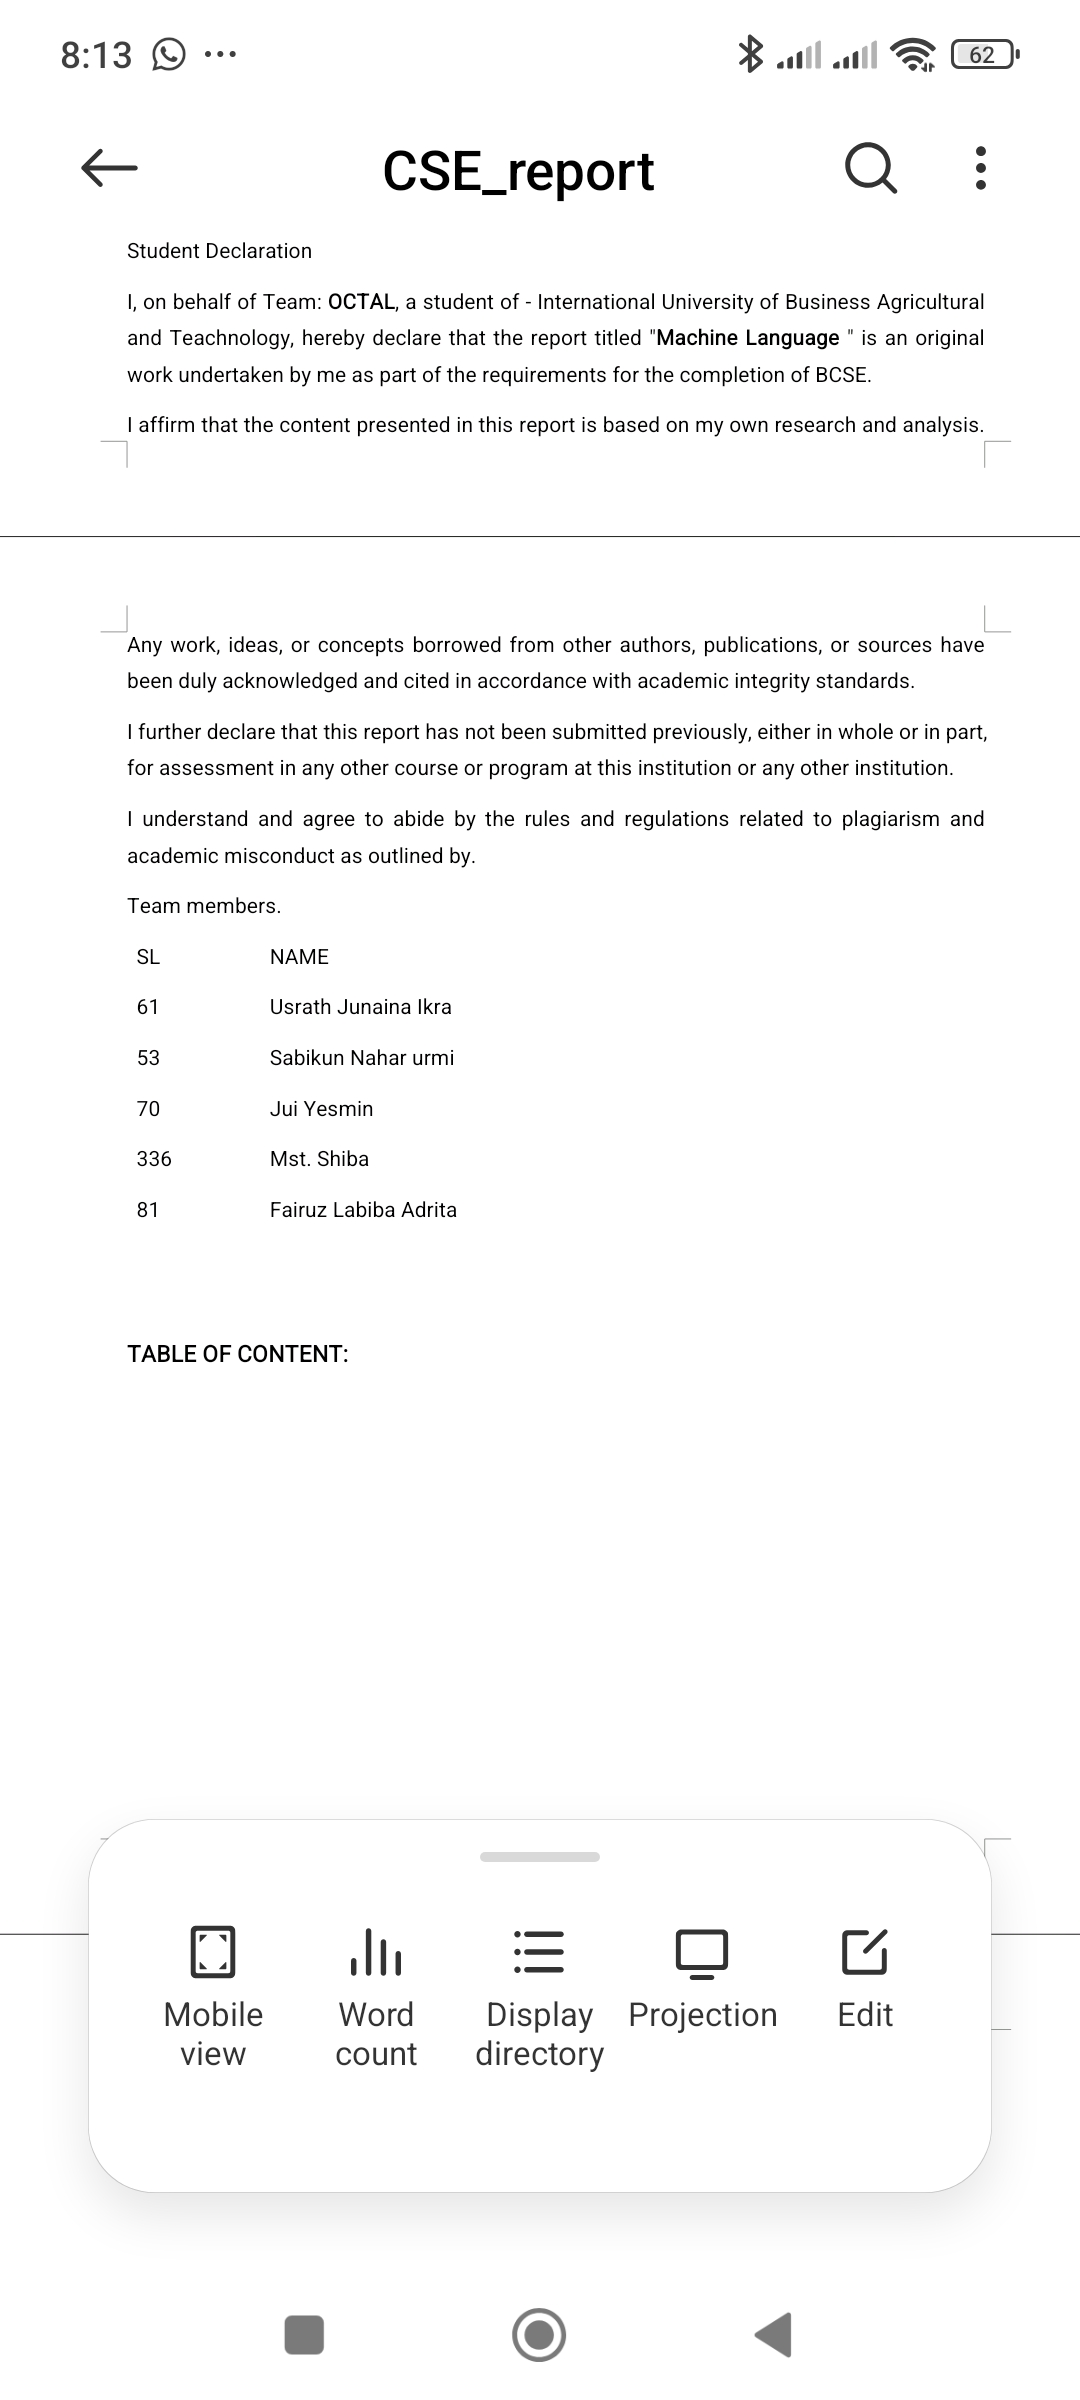 8:13
62
CSE_report
Student Declaration
I, on behalf of Team: OCTAL, a student of - International University of Business Agricultural
and Teachnology, hereby declare that the report titled "Machine Language " is an original
work undertaken by me as part of the requirements for the completion of BCSE.
I affirm that the content presented in this report is based on my own research and analysis.
Any work, ideas, or concepts borrowed from other authors, publications, or sources have
been duly acknowledged and cited in accordance with academic integrity standards.
I further declare that this report has not been submitted previously, either in whole or in part,
for assessment in any other course or program at this institution or any other institution.
I understand and agree to abide by the rules and regulations related to plagiarism and
academic misconduct as outlined by.
Team members.
SL NAME
61 Usrath Junaina Ikra
53 Sabikun Nahar urmi
70 Jui Yesmin
336 Mst. Shiba
81 Fairuz Labiba Adrita
TABLE OF CONTENT:
Mobile view
Word count
Display directory
Projection
Edit